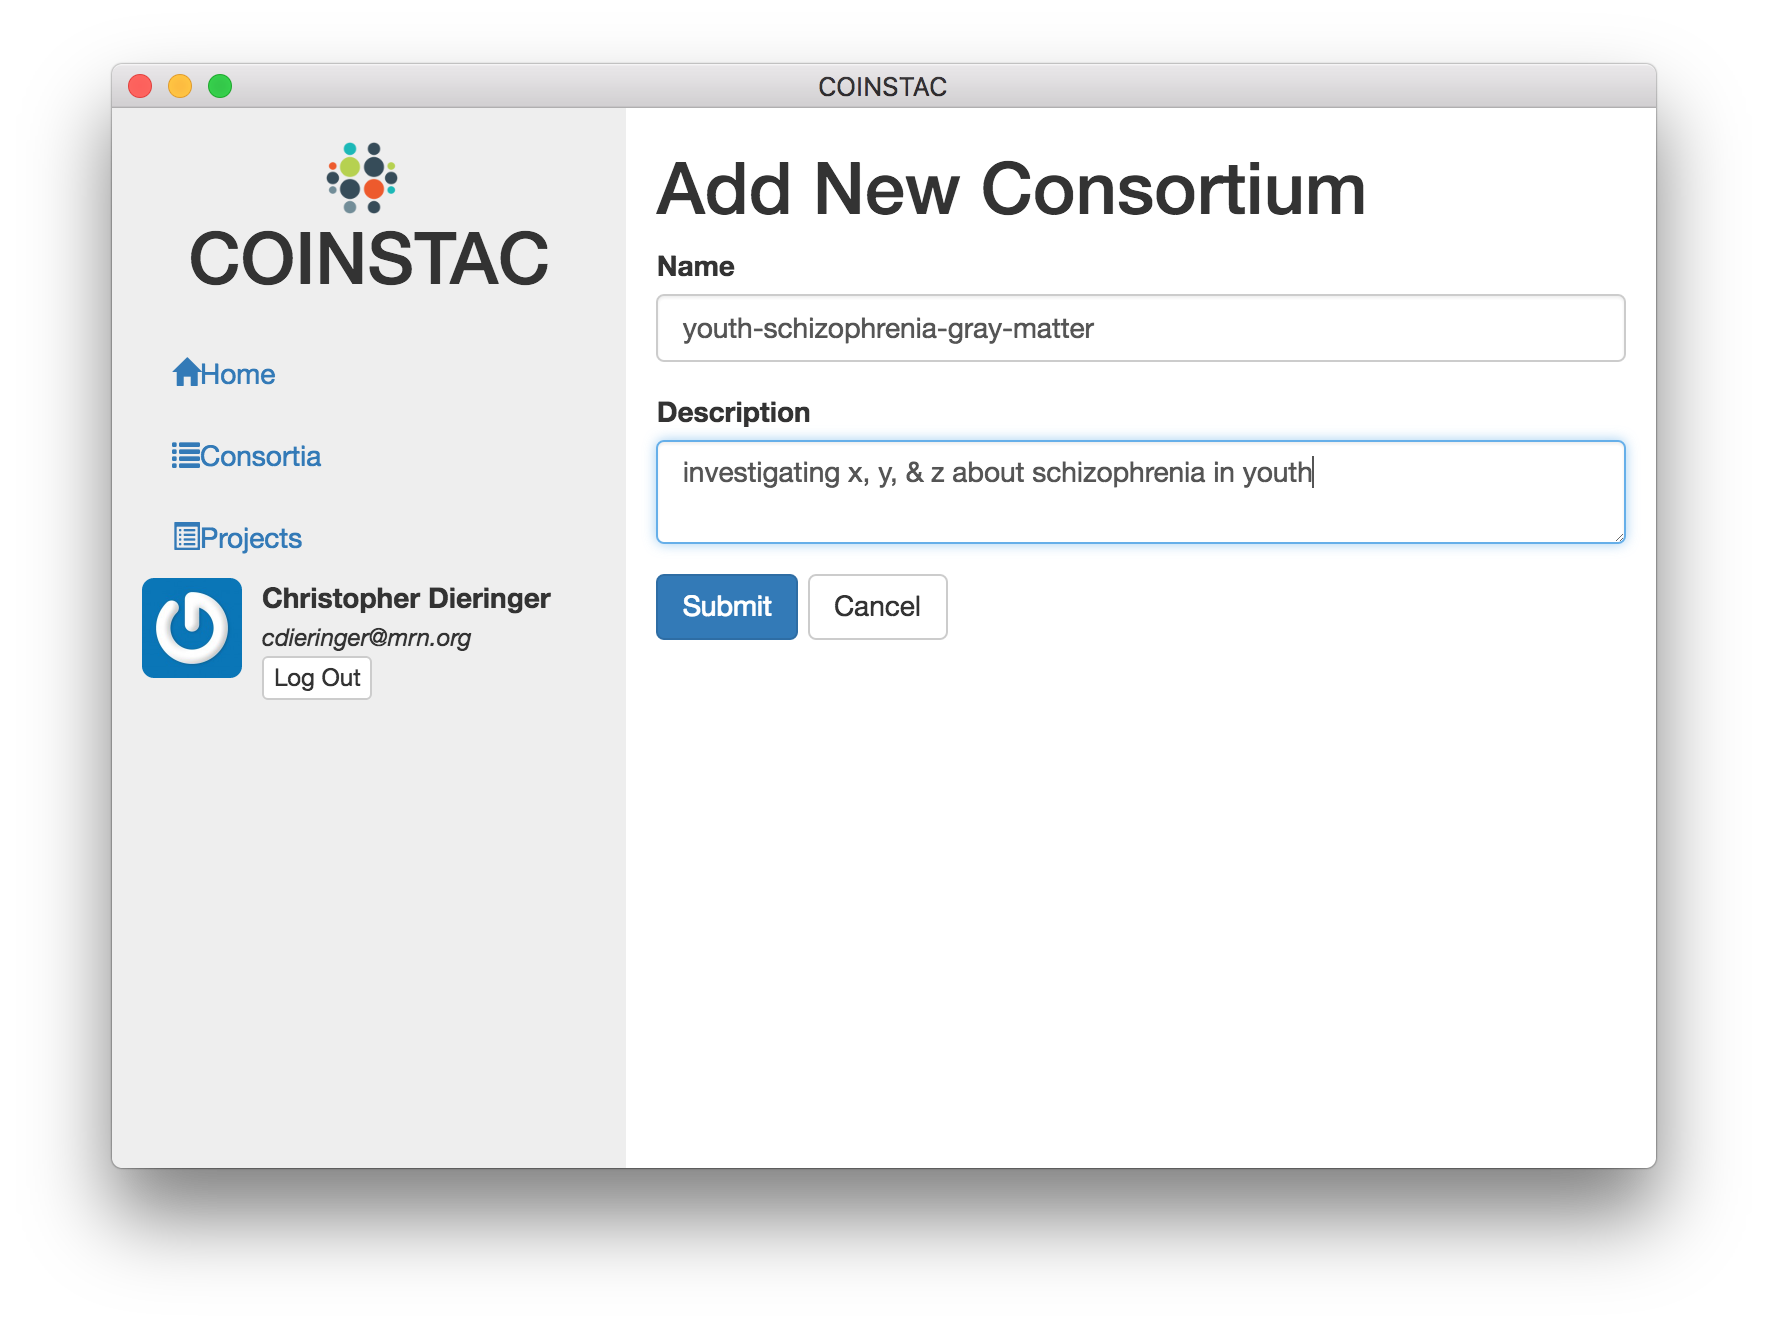 COINSTAC
COINSTAC
Home
Consortia
Projects
Christopher Dieringer
cdieringer@mrn.org
Log Out
Add New Consortium
Name
youth-schizophrenia-gray-matter
Description
investigating x, y, & z about schizophrenia in youth
Submit
Cancel